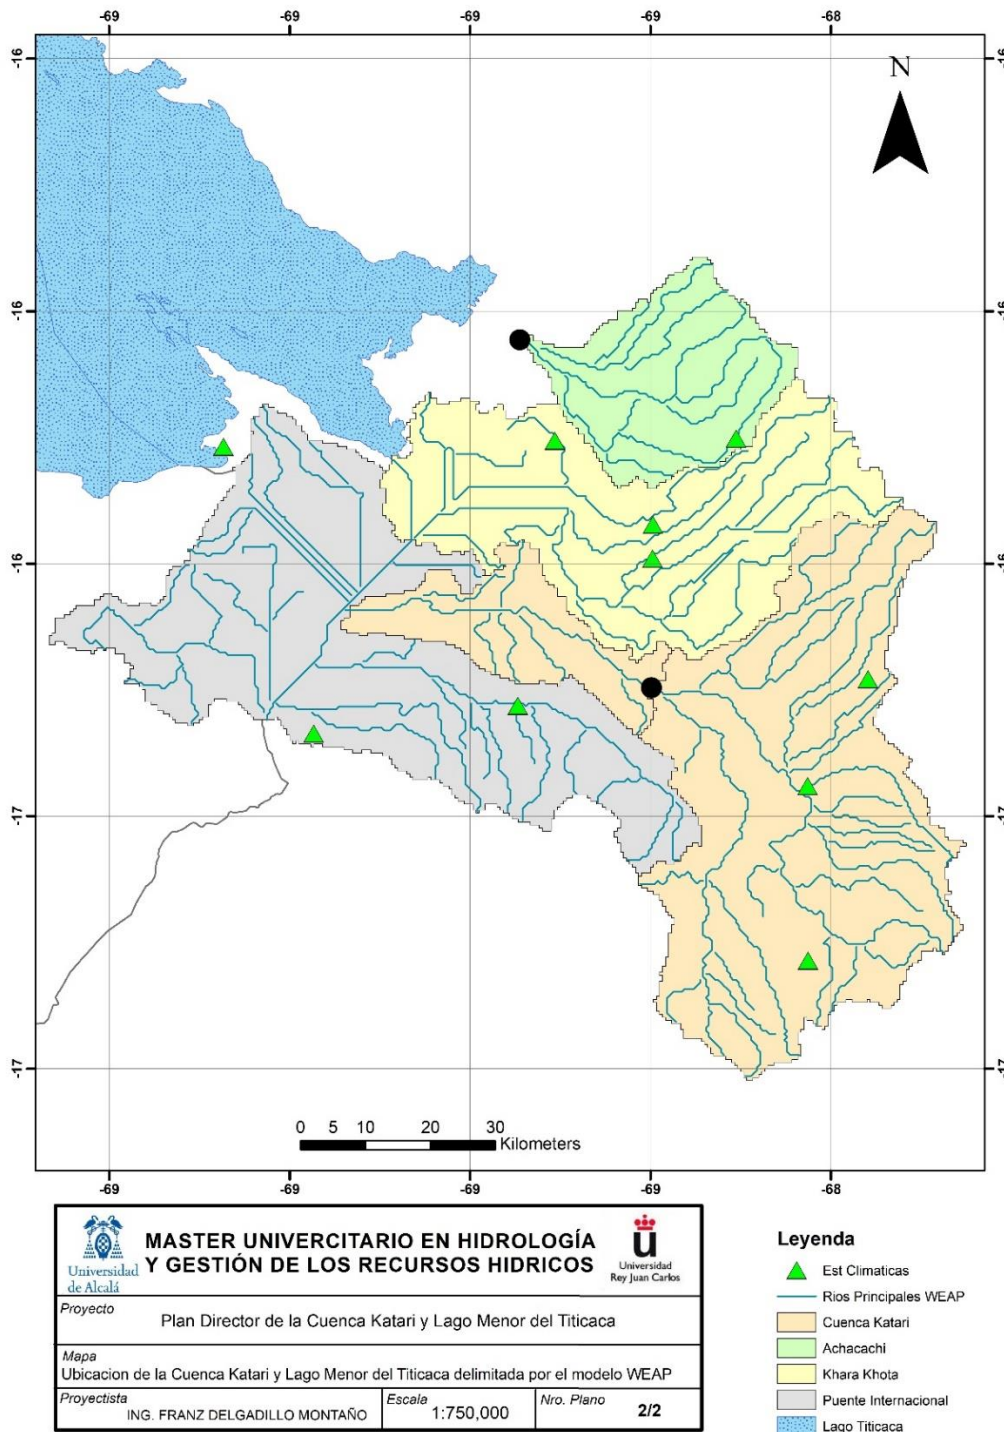 -69 -69 -69 -69 -68
-16 -16
N
-16 -16
-16 -16
-17 -17
-17 -17
0 5 10 20 30
Kilometers
-69 -69 -69 -69 -68
Universidad
de Alcalá
MASTER UNIVERCITARIO EN HIDROLOGÍA
Y GESTIÓN DE LOS RECURSOS HIDRICOS
u
Universidad
Rey Juan Carlos
Proyecto
Plan Director de la Cuenca Katari y Lago Menor del Titicaca
Mapa
Ubicacion de la Cuenca Katari y Lago Menor del Titicaca delimitada por el modelo WEAP
Proyectista
ING. FRANZ DELGADILLO MONTAÑO
Escala
1:750,000
Nro. Plano
2/2
Leyenda
Est Climaticas
Rios Principales WEAP
Cuenca Katari
Achacachi
Khara Khota
Puente Internacional
Lago Titicaca